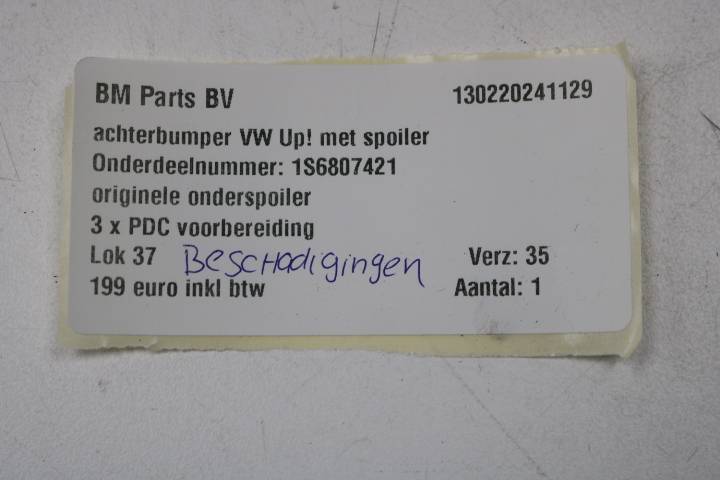 BM Parts BV 130220241129
achterbumper VW Up! met spoiler
Onderdeelnummer: 1S6807421
originele onderspoiler
3 x PDC voorbereiding
Lok 37 Beschadigingen Verz: 35
199 euro inkl btw Aantal: 1